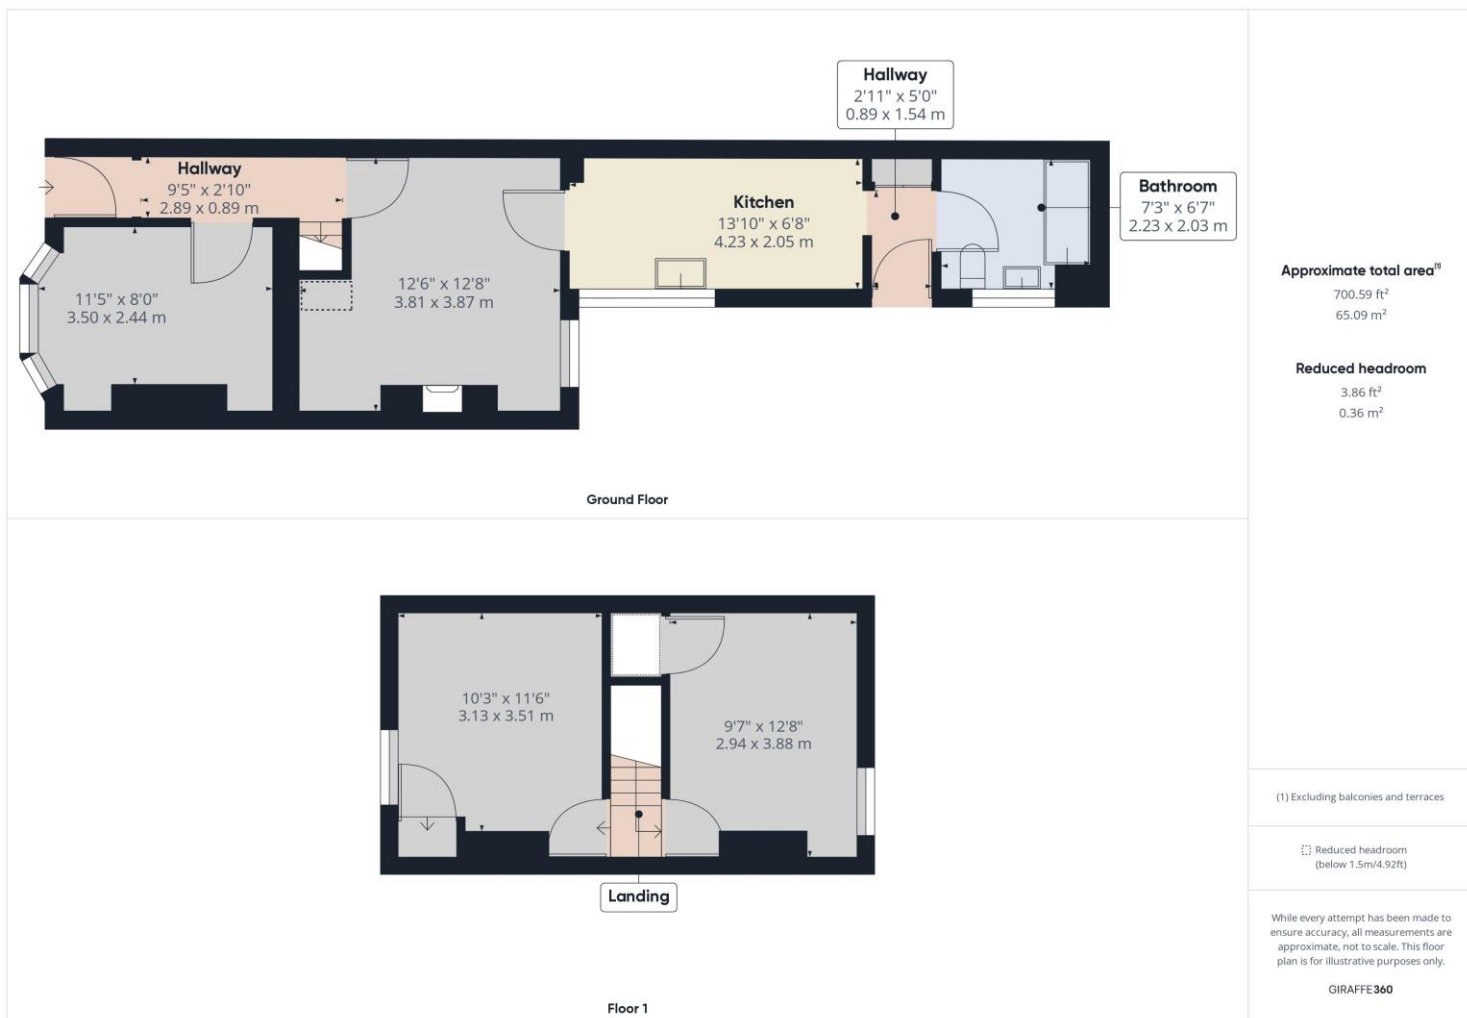 Hallway
2'11" x 5'0"
0.89 x 1.54 m
Hallway
9'5" x 2'10"
2.89 x 0.89 m
Kitchen
13'10" x 6'8"
4.23 x 2.05 m
Bathroom
7'3" x 6'7"
2.23 x 2.03 m
11'5" x 8'0"
3.50 x 2.44 m
12'6" x 12'8"
3.81 x 3.87 m
Ground Floor
10'3" x 11'6"
3.13 x 3.51 m
9'7" x 12'8"
2.94 x 3.88 m
Landing
Floor 1
Approximate total area⁽¹⁾
700.59 ft²
65.09 m²
Reduced headroom
3.86 ft²
0.36 m²
(1) Excluding balconies and terraces
Reduced headroom
(below 1.5m/4.92ft)
While every attempt has been made to
ensure accuracy, all measurements are
approximate, not to scale. This floor
plan is for illustrative purposes only.
GIRAFFE360